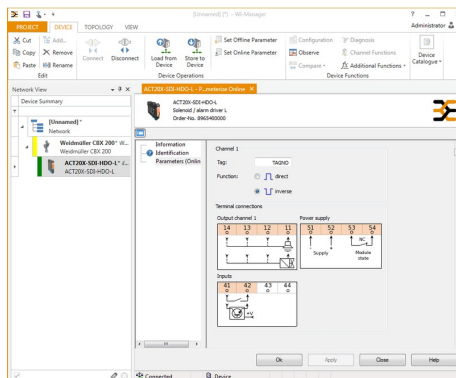 [Unnamed] (*) - WI-Manager
PROJECT DEVICE TOPOLOGY VIEW
Administrator
Cut
Copy
Paste
Add...
Remove
Rename
Edit
Connect
Disconnect
Load from Device
Store to Device
Set Offline Parameter
Set Online Parameter
Device Operations
Configuration
Observe
Compare
Diagnosis
Channel Functions
Additional Functions
Device Functions
Device Catalogue
Network View
Device Summary
[Unnamed]*
Network
Weidmüller CBX 200* W...
Weidmüller CBX 200
ACT20X-SDI-HDO-L*
ACT20X-SDI-HDO-L
ACT20X-SDI-HDO-L - P...meterize Online
ACT20X-SDI-HDO-L
Solenoid / alarm driver L
Order-No. 8965400000
Information
Identification
Parameters (Onlin
Channel 1
Tag: TAGNO
Function: direct
inverse
Terminal connections
Output channel 1
14 13 12 11
Power supply
51 52 53 54
NC
- +
Supply
Module state
Inputs
41 42 43 44
+V
Ok Apply Close Help
Connected Device